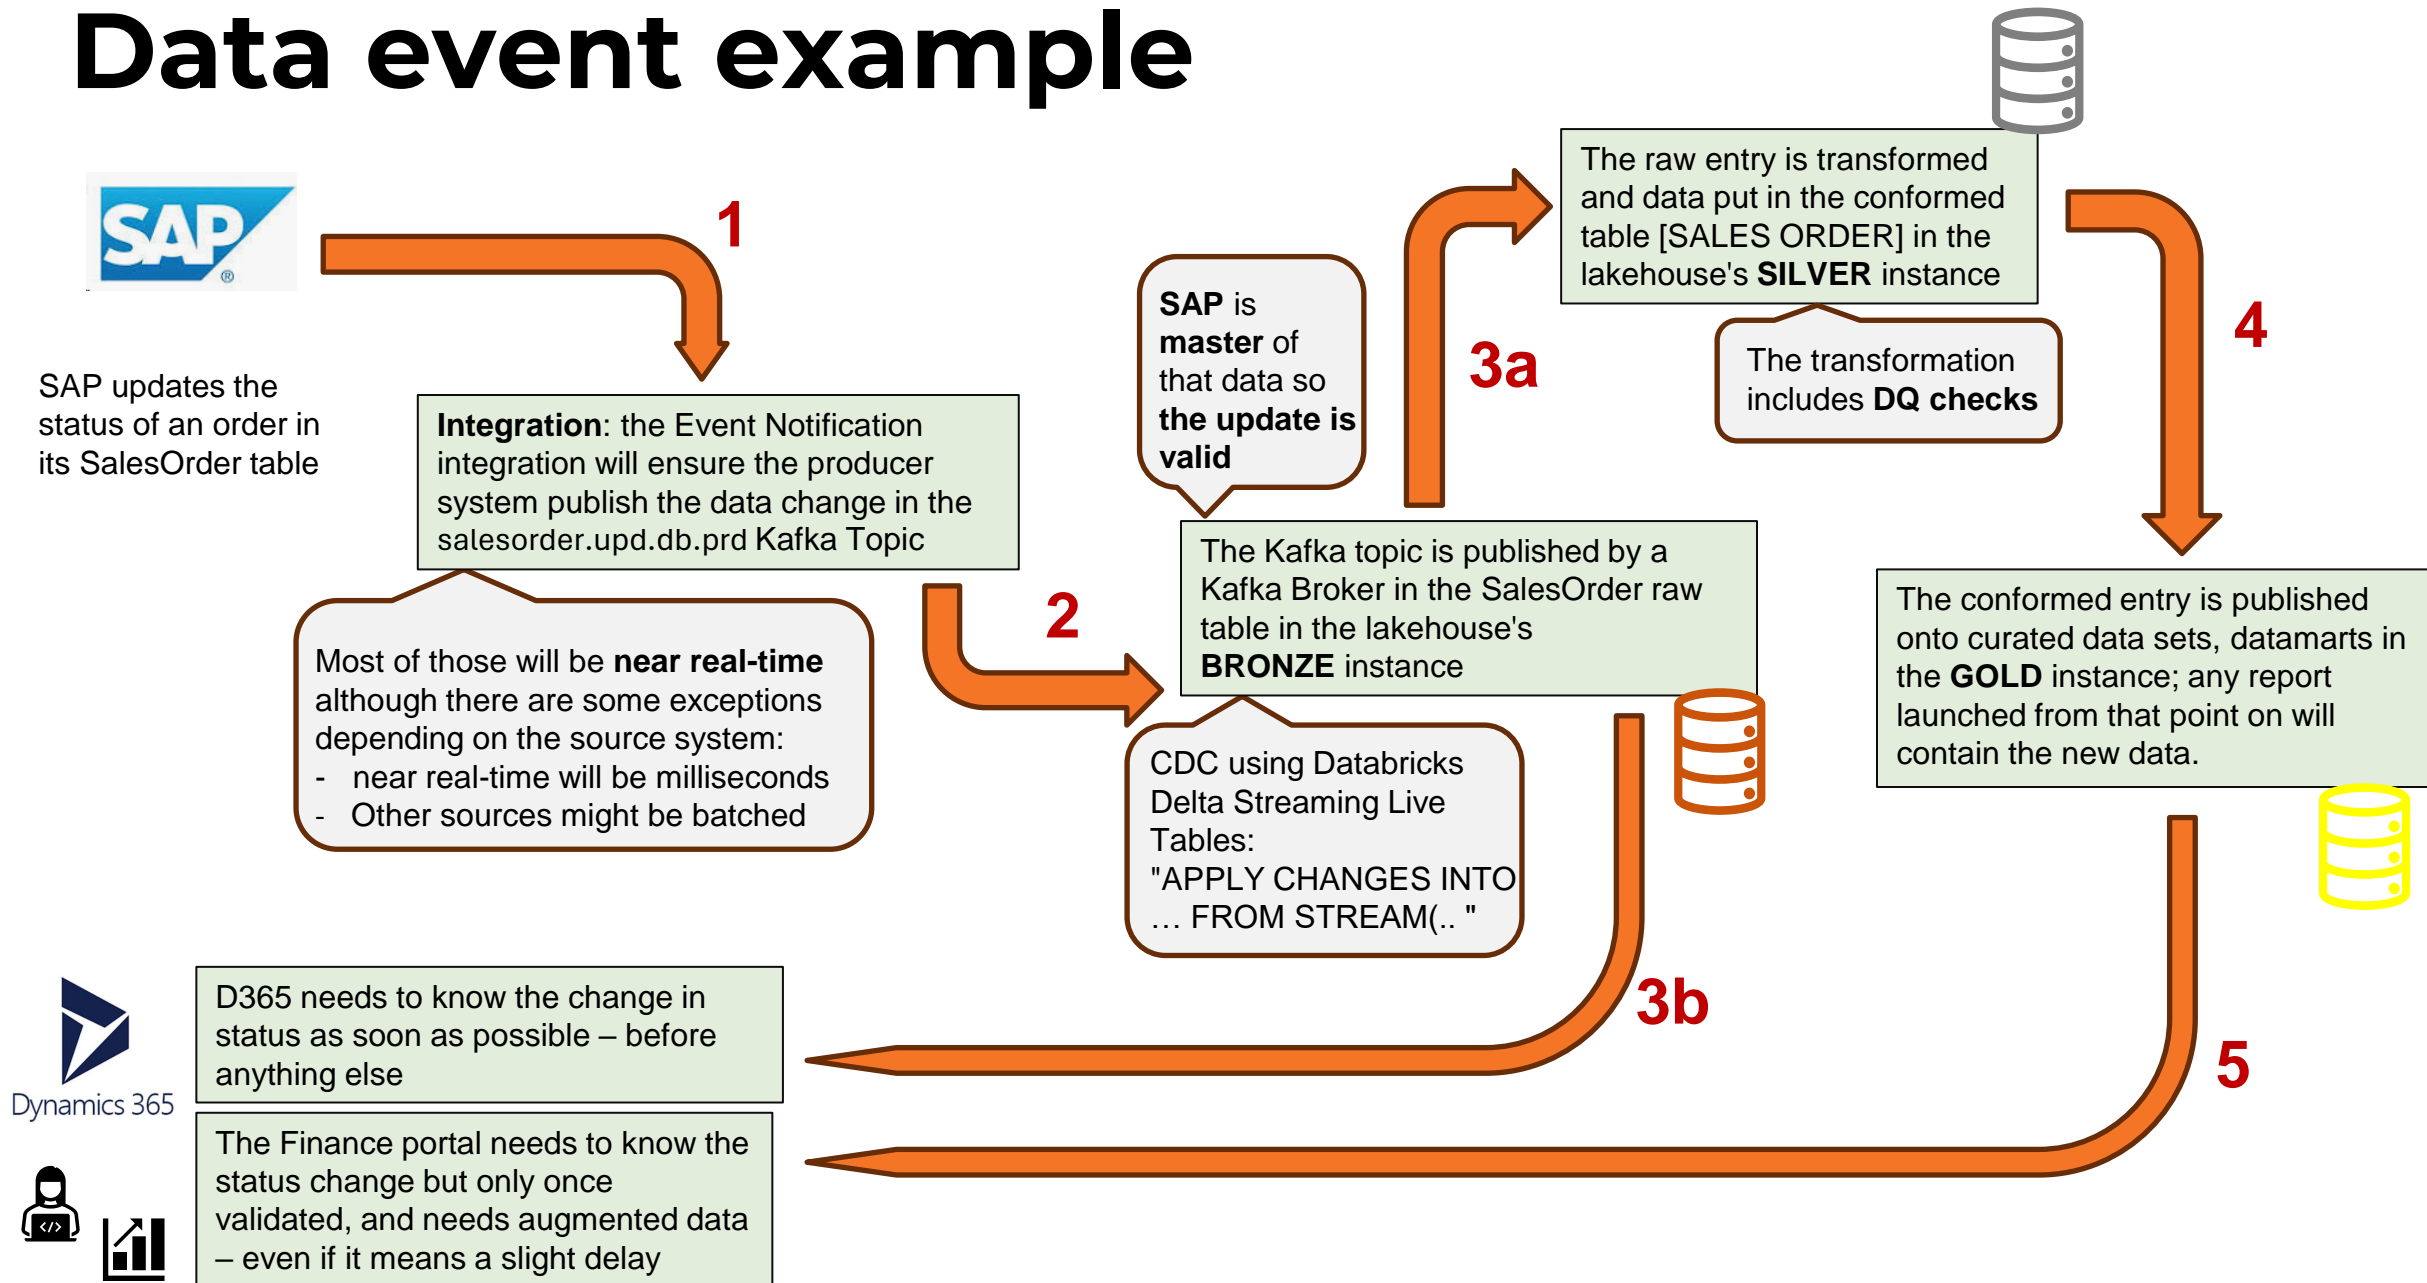 Data event example
SAP
®
1
SAP updates the
status of an order in
its SalesOrder table
Integration: the Event Notification
integration will ensure the producer
system publish the data change in the
salesorder.upd.db.prd Kafka Topic
Most of those will be near real-time
although there are some exceptions
depending on the source system:
- near real-time will be milliseconds
- Other sources might be batched
2
SAP is
master of
that data so
the update is
valid
The Kafka topic is published by a
Kafka Broker in the SalesOrder raw
table in the lakehouse's
BRONZE instance
CDC using Databricks
Delta Streaming Live
Tables:
"APPLY CHANGES INTO
… FROM STREAM(.. "
3a
The raw entry is transformed
and data put in the conformed
table [SALES ORDER] in the
lakehouse's SILVER instance
The transformation
includes DQ checks
4
The conformed entry is published
onto curated data sets, datamarts in
the GOLD instance; any report
launched from that point on will
contain the new data.
3b
5
Dynamics 365
D365 needs to know the change in
status as soon as possible – before
anything else
</>
The Finance portal needs to know the
status change but only once
validated, and needs augmented data
– even if it means a slight delay